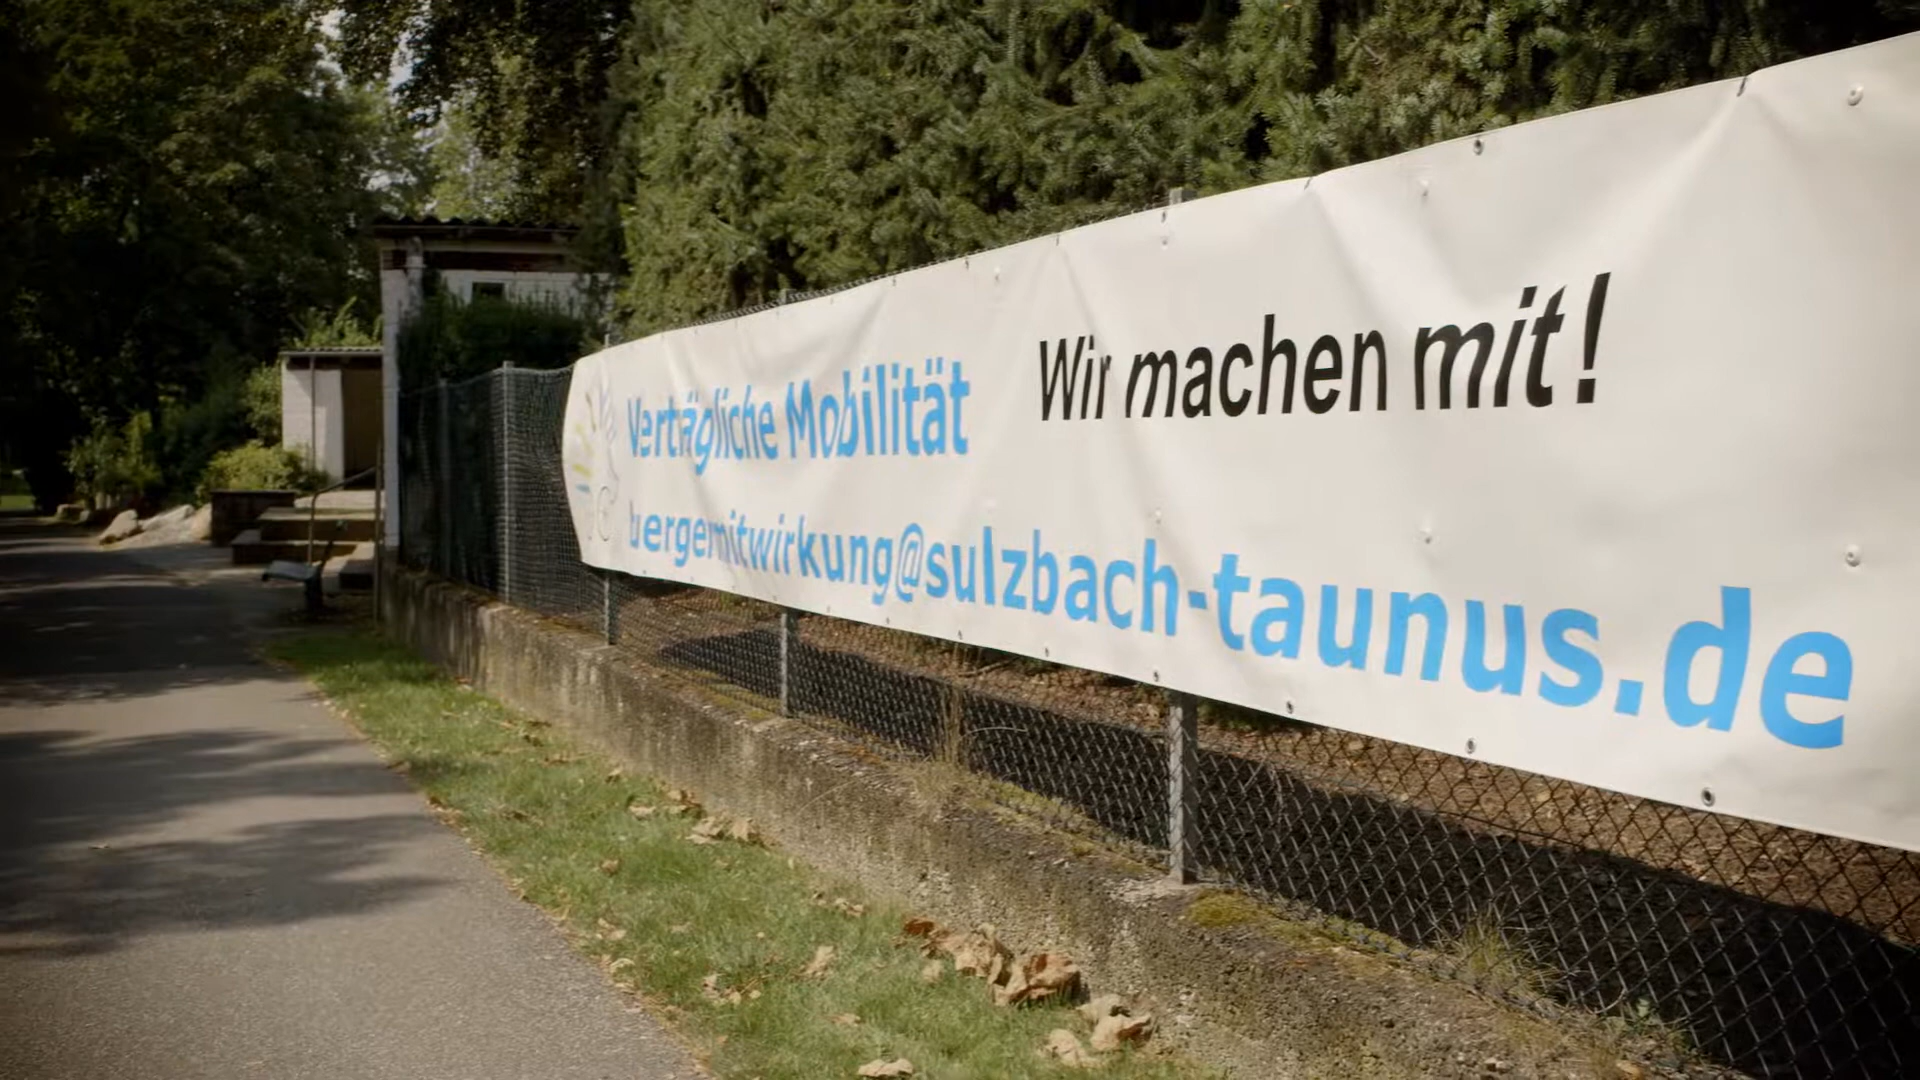 Verträgliche Mobilität
Wir machen mit!
buergermitwirkung@sulzbach-taunus.de